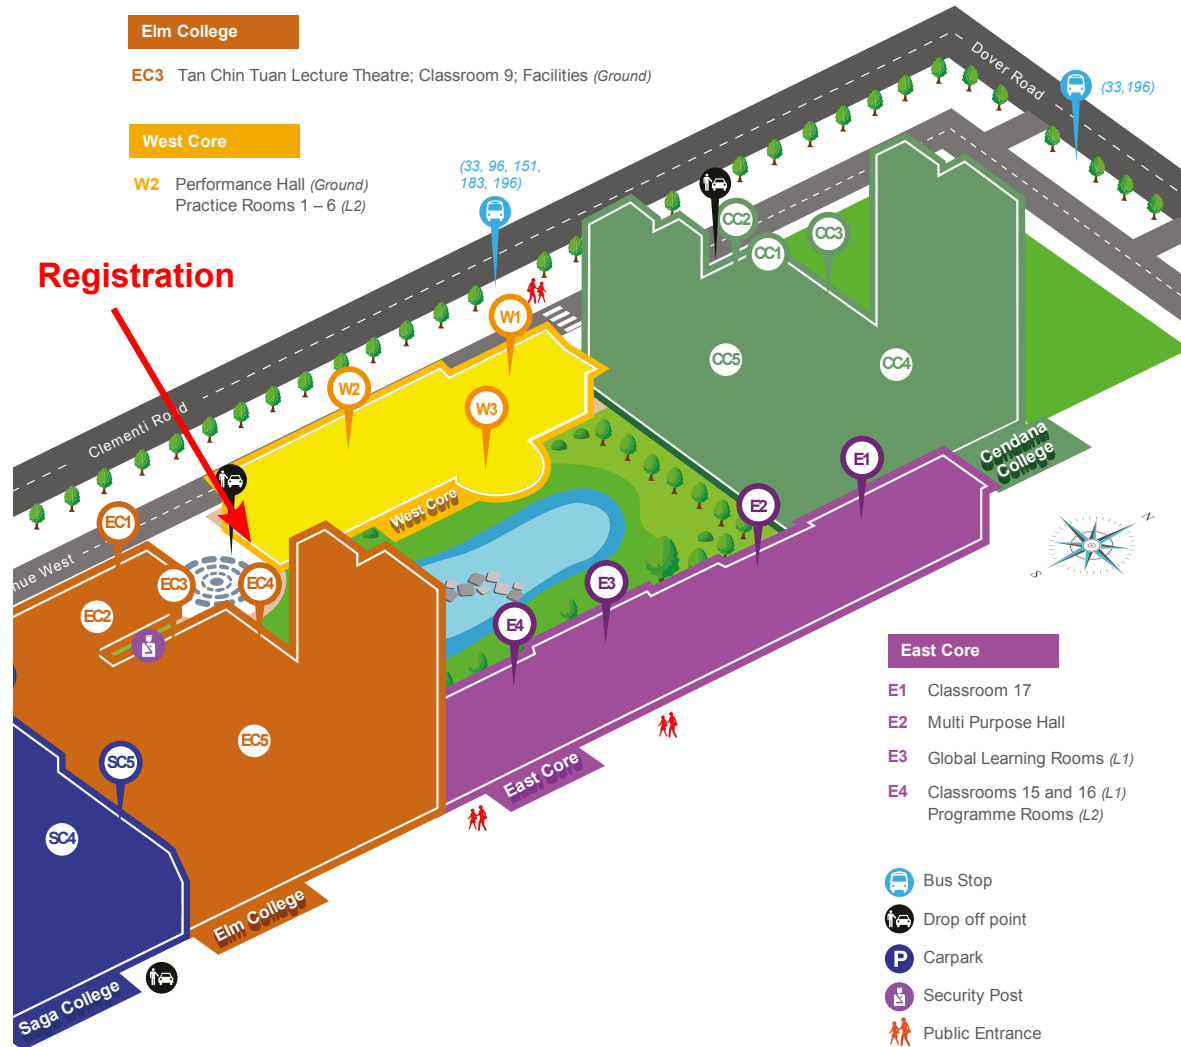 Elm College
EC3 Tan Chin Tuan Lecture Theatre; Classroom 9; Facilities (Ground)
West Core
W2 Performance Hall (Ground)
Practice Rooms 1 – 6 (L2)
Registration
(33, 96, 151,
183, 196)
Dover Road
(33,196)
CC2
CC1
CC3
CC5
CC4
Cendana
College
W1
W2
W3
West Core
Clementi Road
nue West
EC1
EC2
EC3
EC4
EC5
E1
E2
E3
E4
N
S
East Core
SC5
SC4
Elm College
Saga College
East Core
E1 Classroom 17
E2 Multi Purpose Hall
E3 Global Learning Rooms (L1)
E4 Classrooms 15 and 16 (L1)
Programme Rooms (L2)
Bus Stop
Drop off point
P Carpark
Security Post
Public Entrance